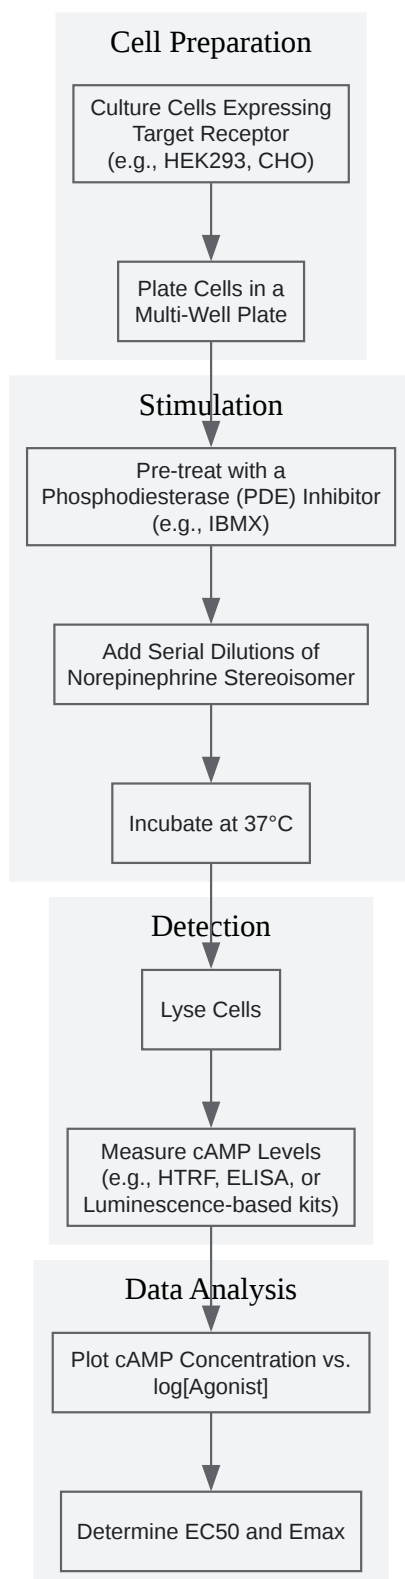 Cell Preparation
Culture Cells Expressing
Target Receptor
(e.g., HEK293, CHO)
Plate Cells in a
Multi-Well Plate
Stimulation
Pre-treat with a
Phosphodiesterase (PDE) Inhibitor
(e.g., IBMX)
Add Serial Dilutions of
Norepinephrine Stereoisomer
Incubate at 37°C
Detection
Lyse Cells
Measure cAMP Levels
(e.g., HTRF, ELISA, or
Luminescence-based kits)
Data Analysis
Plot cAMP Concentration vs.
log[Agonist]
Determine EC50 and Emax